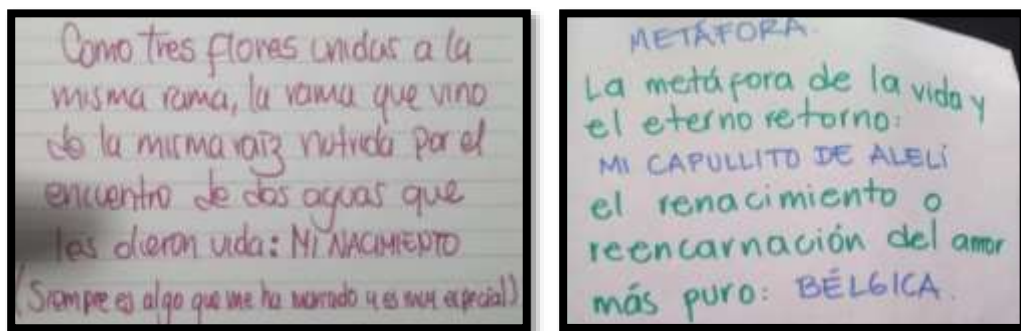 Como tres flores unidas a la
misma rama, la rama que vino
de la misma raiz nutrida por el
encuentro de dos aguas que
les dieron vida: MI NACIMIENTO
(Siempre es algo que me ha marcado y es muy especial)
METÁFORA.
La metáfora de la vida y
el eterno retorno:
MI CAPULLITO DE ALELÍ
el renacimiento o
reencarnación del amor
más puro: BÉLGICA.